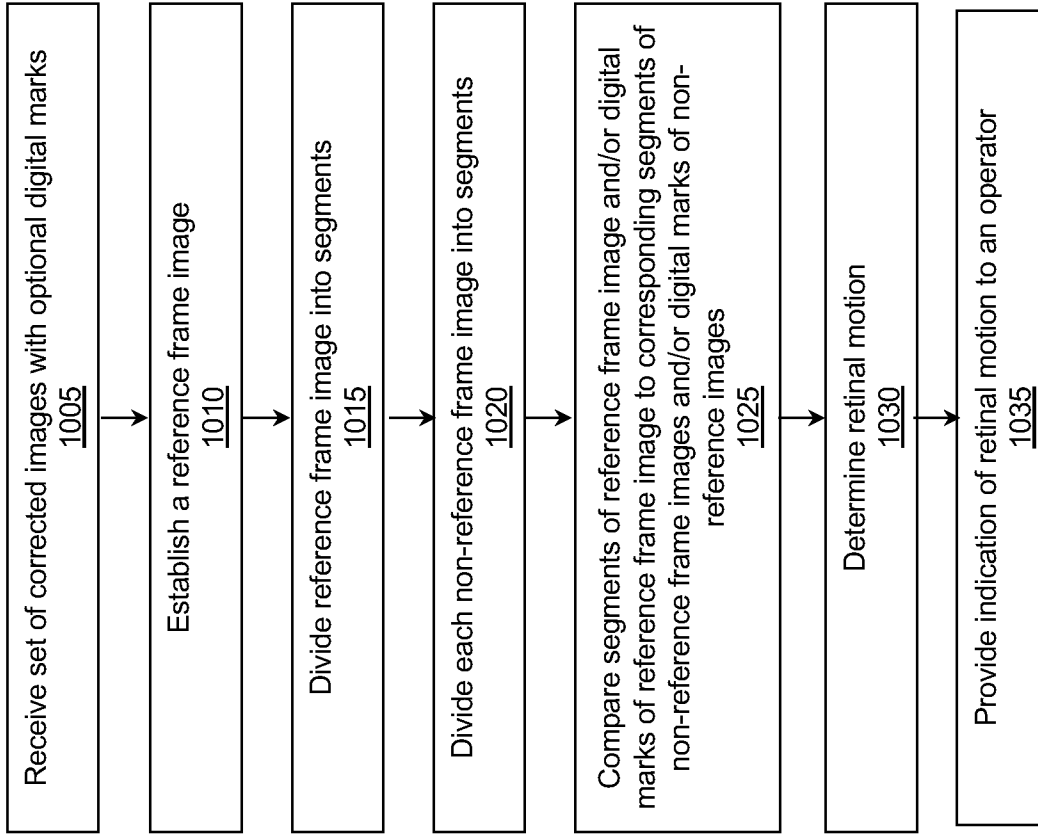 Receive set of corrected images with optional digital marks
1005
Establish a reference frame image
1010
Divide reference frame image into segments
1015
Divide each non-reference frame image into segments
1020
Compare segments of reference frame image and/or digital
marks of reference frame image to corresponding segments of
non-reference frame images and/or digital marks of non-
reference images
1025
Determine retinal motion
1030
Provide indication of retinal motion to an operator
1035